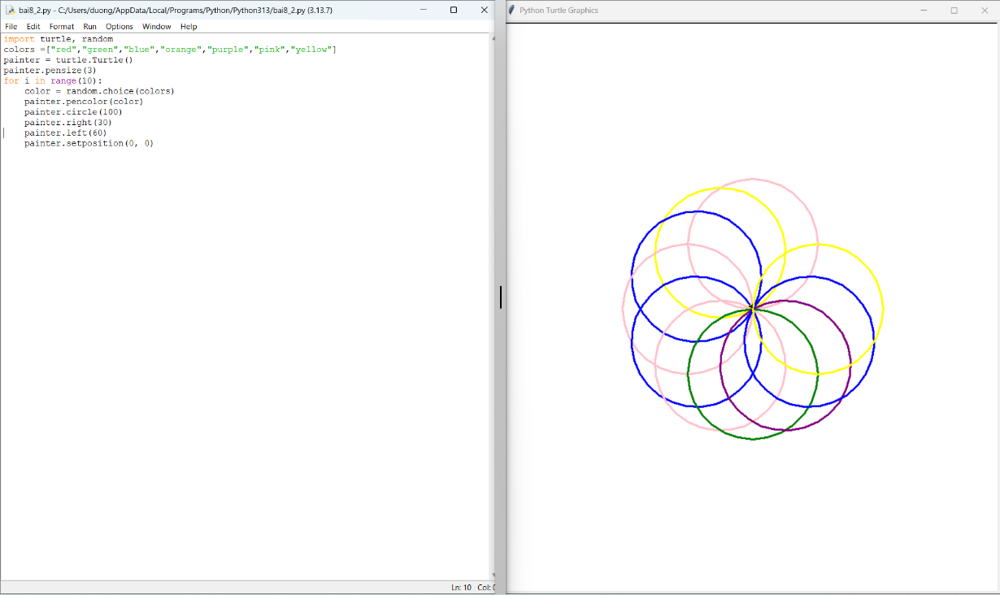 bai8_2.py - C:/Users/duong/AppData/Local/Programs/Python/Python313/bai8_2.py (3.13.7)
File Edit Format Run Options Window Help
import turtle, random
colors =["red","green","blue","orange","purple","pink","yellow"]
painter = turtle.Turtle()
painter.pensize(3)
for i in range(10):
    color = random.choice(colors)
    painter.pencolor(color)
    painter.circle(100)
    painter.right(30)
    painter.left(60)
    painter.setposition(0, 0)
Ln: 10 Col:
Python Turtle Graphics